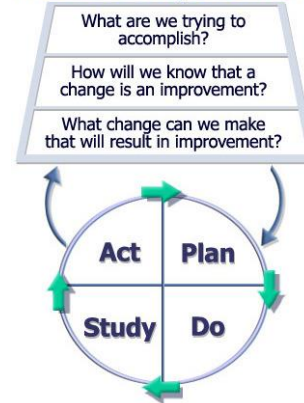 What are we trying to
accomplish?
How will we know that a
change is an improvement?
What change can we make
that will result in improvement?
Act Plan
Study Do